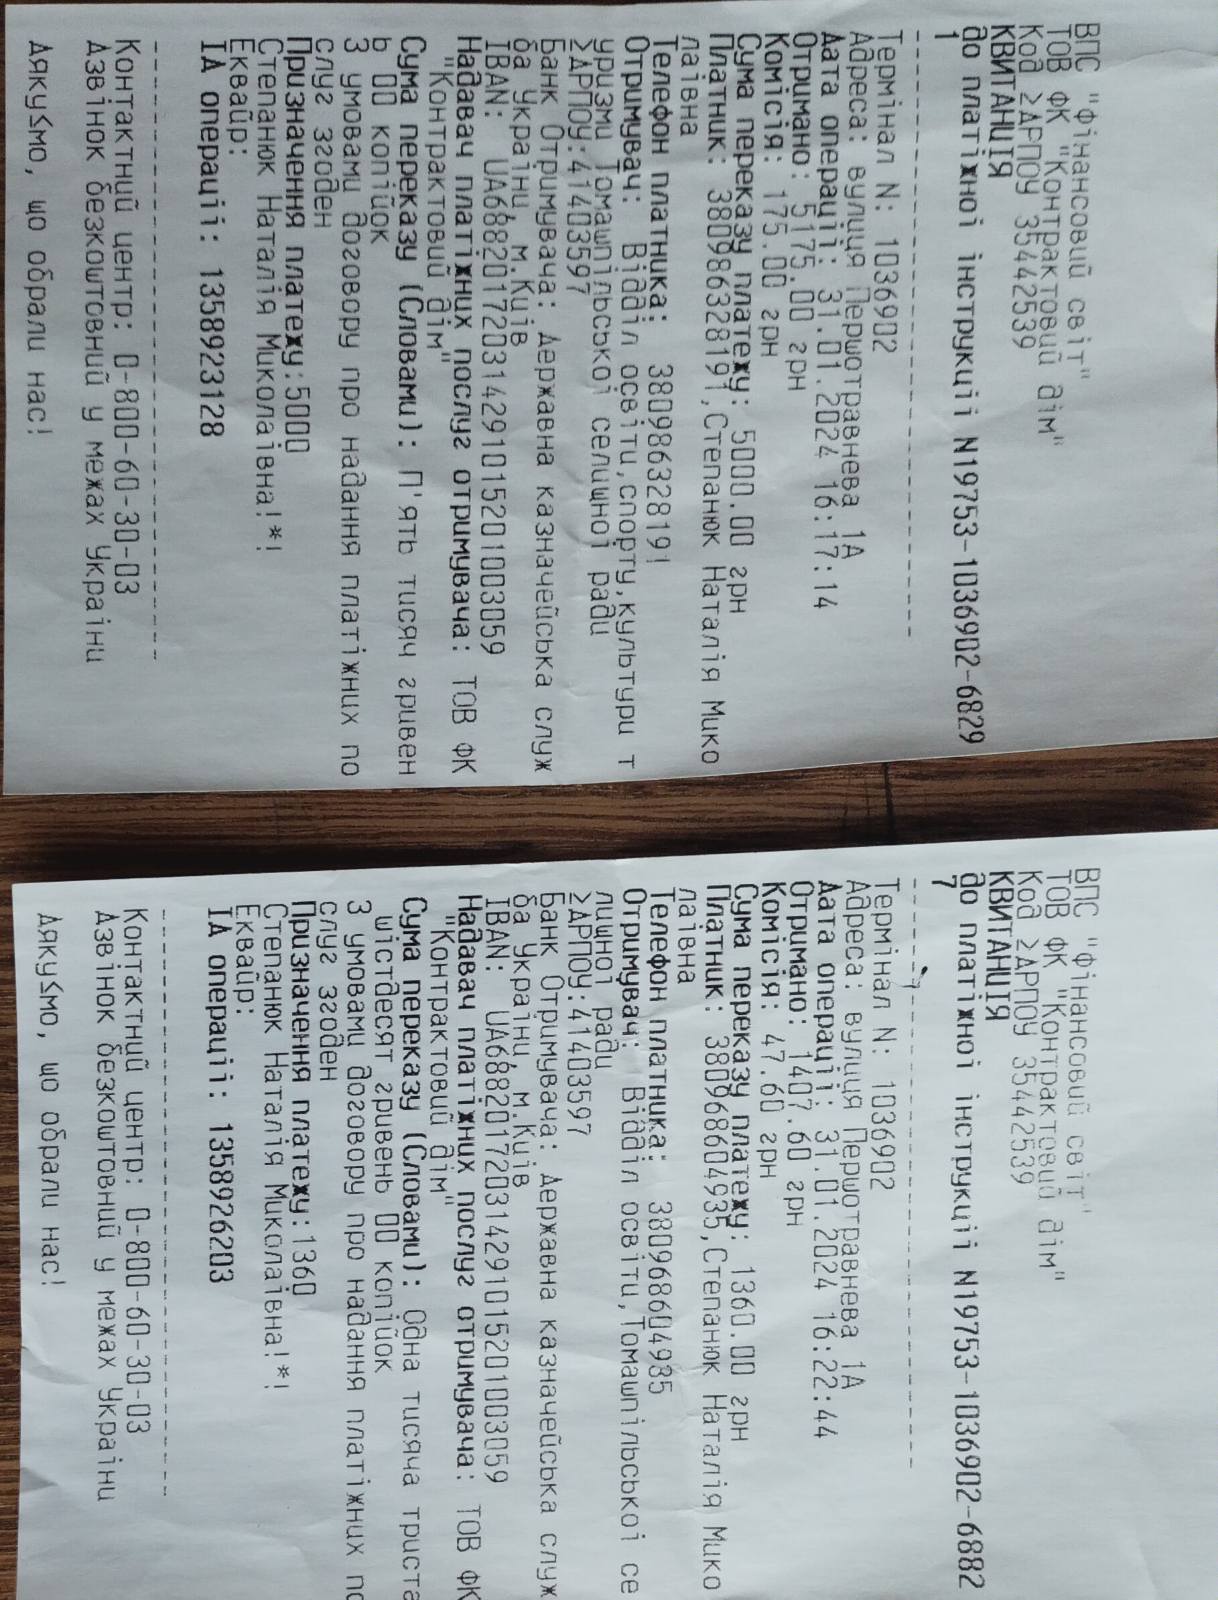 ВПС "Фінансовий світ"
ТОВ ФК "Контрактовий дім"
Код ЭДРПОУ 35442539
КВИТАНЦІЯ
до платіжної інструкції N19753-1036902-6829
1
Термінал N: 1036902
Адреса: вулиця Першотравнева 1А
Дата операції: 31.01.2024 16:17:14
Отримано: 5175.00 грн
Комісія: 175.00 грн
Сума переказу платежу: 5000.00 грн
Платник: 380986328191,Степанюк Наталія Мико
лаівна
Телефон платника: 380986328191
Отримувач: Відділ освіти,спорту,культури т
уризми Томашпільської селищної ради
ЭДРПОУ:41403597
Банк Отримувача: Державна казначейська служ
ба України, м.Київ
IBAN: UA688201720314291015201003059
Надавач платіжних послуг отримувача: ТОВ ФК
"Контрактовий дім"
Сума переказу (Словами): П'ять тисяч гривен
ь 00 копійок
З умовами договору про надання платіжних по
слуг згоден
Призначення платежу:5000
Степанюк Наталія Миколаівна!*!
Еквайр:
ІД операції: 1358923128
Контактний центр: 0-800-60-30-03
Дзвінок безкоштовний у межах України
Дякуємо, що обрали нас!
ВПС "Фінансовий світ"
ТОВ ФК "Контрактовий дім"
Код ЭДРПОУ 35442539
КВИТАНЦІЯ
до платіжної інструкції N19753-1036902-6882
7
Термінал N: 1036902
Адреса: вулиця Першотравнева 1А
Дата операції: 31.01.2024 16:22:44
Отримано: 1407.60 грн
Комісія: 47.60 грн
Сума переказу платежу: 1360.00 грн
Платник: 380968604935,Степанюк Наталія Мико
лаівна
Телефон платника: 380968604935
Отримувач: Відділ освіти,Томашпільської се
лищної ради
ЭДРПОУ:41403597
Банк Отримувача: Державна казначейська служ
ба України, м.Київ
IBAN: UA688201720314291015201003059
Надавач платіжних послуг отримувача: ТОВ ФК
"Контрактовий дім"
Сума переказу (Словами): Одна тисяча триста
шістдесят гривень 00 копійок
З умовами договору про надання платіжних по
слуг згоден
Призначення платежу:1360
Степанюк Наталія Миколаівна!*!
Еквайр:
ІД операції: 1358926203
Контактний центр: 0-800-60-30-03
Дзвінок безкоштовний у межах України
Дякуємо, що обрали нас!